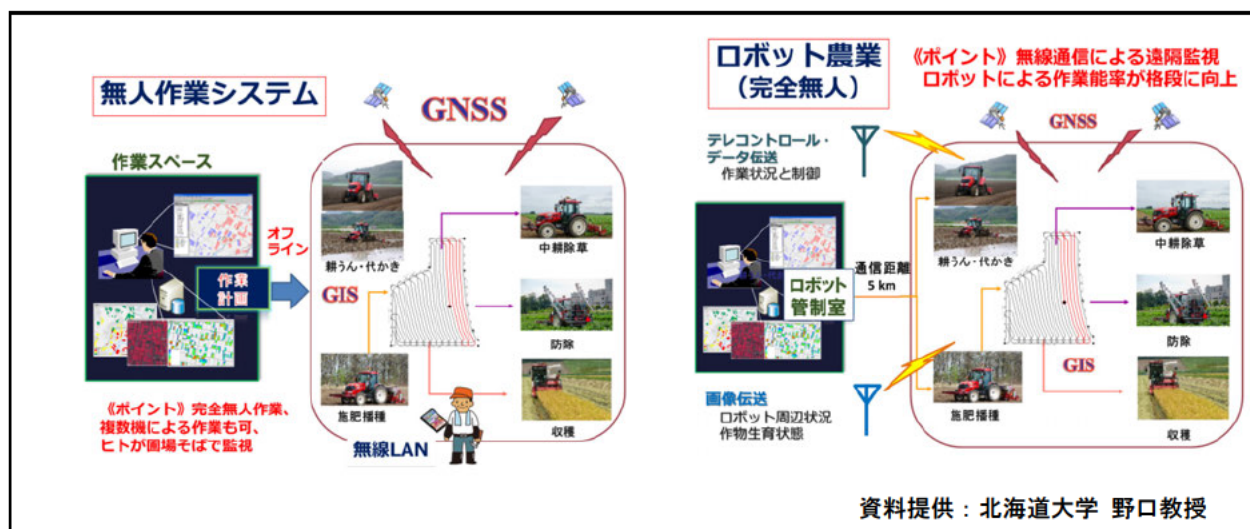 無人作業システム
GNSS
作業スペース
オフ
ライン
作業
計画
GIS
耕うん・代かき
中耕除草
防除
施肥播種
収穫
無線LAN
《ポイント》完全無人作業、
複数機による作業も可、
ヒトが圃場そばで監視
ロボット農業
（完全無人）
《ポイント》無線通信による遠隔監視
ロボットによる作業能率が格段に向上
GNSS
テレコントロール・
データ伝送
作業状況と制御
耕うん・代かき
中耕除草
通信距離
5 km
ロボット
管制室
防除
GIS
施肥播種
収穫
画像伝送
ロボット周辺状況
作物生育状態
資料提供：北海道大学 野口教授